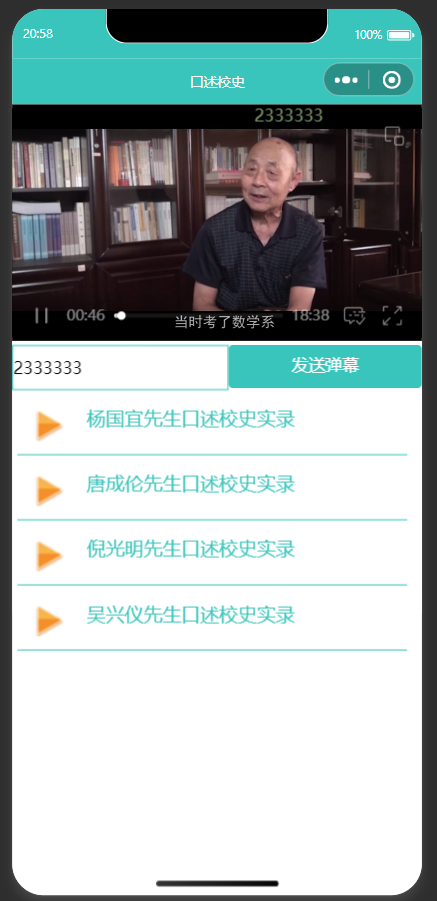 20:58
100%
口述校史
2333333
00:46
18:38
当时考了数学系
2333333
发送弹幕
杨国宜先生口述校史实录
唐成伦先生口述校史实录
倪光明先生口述校史实录
吴兴仪先生口述校史实录